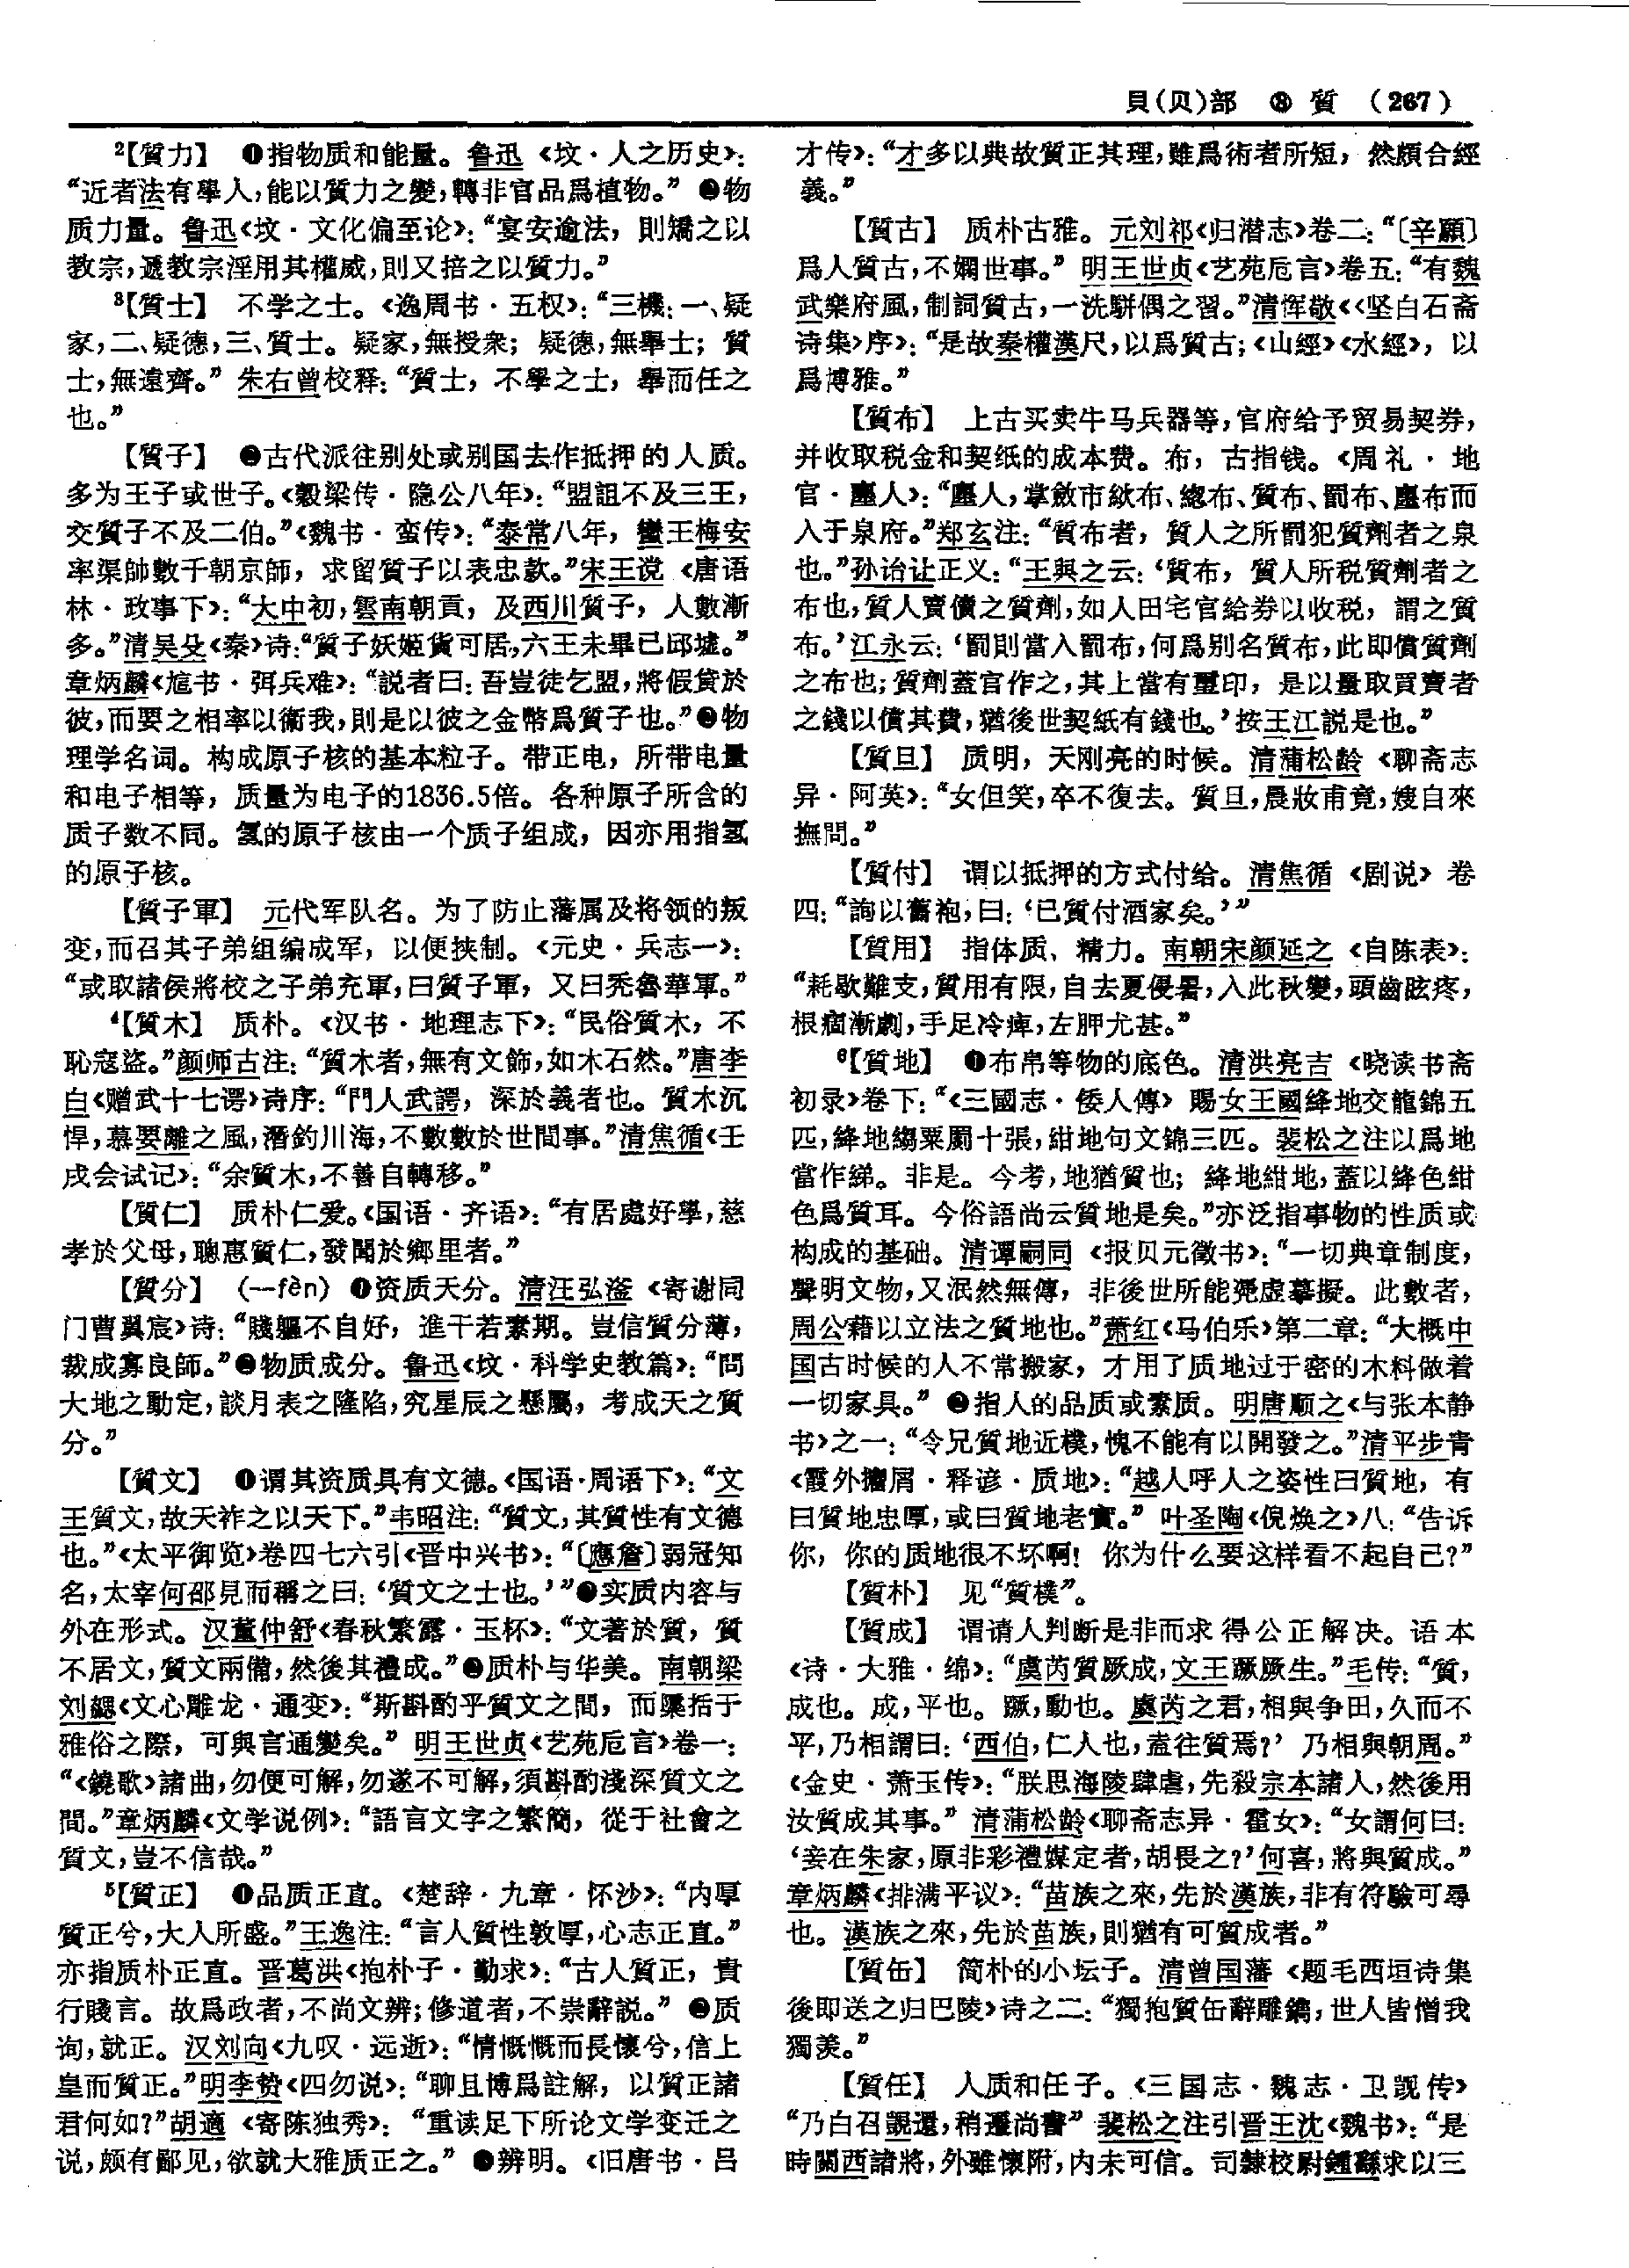 貝(贝)部 ⑧ 質 (267)
²【質力】 ❶指物质和能量。鲁迅《坟·人之历史》：
“近者法有學人，能以質力之變，轉非官品爲植物。” ❷物
质力量。鲁迅《坟·文化偏至论》：“宴安逾法，則矯之以
教宗，遞教宗淫用其權威，則又掊之以質力。”
³【質士】 不学之士。《逸周书·五权》：“三機：一、疑
家，二、疑德，三、質士。疑家，無授衆；疑德，無舉士；質
士，無遠齊。” 朱右曾校释：“質士，不學之士，舉而任之
也。”
【質子】 ❶古代派往别处或别国去作抵押的人质。
多为王子或世子。《穀梁传·隐公八年》：“盟詛不及三王，
交質子不及二伯。”《魏书·蛮传》：“泰常八年，蠻王梅安
率渠帥數千朝京師，求留質子以表忠款。”宋王谠《唐语
林·政事下》：“大中初，雲南朝貢，及西川質子，人數漸
多。”清吴殳《秦》诗：“質子妖姬貨可居，六王未畢已邱墟。”
章炳麟《訄书·弭兵难》：“説者曰：吾豈徒乞盟，將假貸於
彼，而要之相率以衞我，則是以彼之金幣爲質子也。”❷物
理学名词。构成原子核的基本粒子。带正电，所带电量
和电子相等，质量为电子的1836.5倍。各种原子所含的
质子数不同。氢的原子核由一个质子组成，因亦用指氢
的原子核。
【質子軍】 元代军队名。为了防止藩属及将领的叛
变，而召其子弟组编成军，以便挟制。《元史·兵志一》：
“或取諸侯將校之子弟充軍，曰質子軍，又曰秃魯華軍。”
⁴【質木】 质朴。《汉书·地理志下》：“民俗質木，不
恥寇盜。”颜师古注：“質木者，無有文飾，如木石然。”唐李
白《赠武十七谔》诗序：“門人武諤，深於義者也。質木沉
悍，慕要離之風，潛釣川海，不數數於世間事。”清焦循《壬
戌会试记》：“余質木，不善自轉移。”
【質仁】 质朴仁爱。《国语·齐语》：“有居處好學，慈
孝於父母，聰惠質仁，發聞於鄉里者。”
【質分】 (一fèn) ❶资质天分。清汪弘滏《寄谢同
门曹巽宸》诗：“賤軀不自好，進干若素期。豈信質分薄，
裁成寡良師。”❷物质成分。鲁迅《坟·科学史教篇》：“問
大地之動定，談月表之隆陷，究星辰之懸屬，考成天之質
分。”
【質文】 ❶谓其资质具有文德。《国语·周语下》：“文
王質文，故天祚之以天下。”韦昭注：“質文，其質性有文德
也。”《太平御览》卷四七六引《晋中兴书》：“〔應詹〕弱冠知
名，太宰何邵見而稱之曰：‘質文之士也。’”❷实质内容与
外在形式。汉董仲舒《春秋繁露·玉杯》：“文著於質，質
不居文，質文兩備，然後其禮成。”❸质朴与华美。南朝梁
刘勰《文心雕龙·通变》：“斯斟酌乎質文之間，而櫽括于
雅俗之際，可與言通變矣。” 明王世贞《艺苑卮言》卷一：
“《鐃歌》諸曲，勿便可解，勿遂不可解，須斟酌淺深質文之
間。”章炳麟《文学说例》：“語言文字之繁簡，從于社會之
質文，豈不信哉。”
⁵【質正】 ❶品质正直。《楚辞·九章·怀沙》：“内厚
質正兮，大人所盛。”王逸注：“言人質性敦厚，心志正直。”
亦指质朴正直。晋葛洪《抱朴子·勤求》：“古人質正，貴
行賤言。故爲政者，不尚文辨；修道者，不崇辭説。” ❷质
询，就正。汉刘向《九叹·远逝》：“情慨慨而長懷兮，信上
皇而質正。”明李贽《四勿说》：“聊且博爲註解，以質正諸
君何如？”胡適《寄陈独秀》：“重读足下所论文学变迁之
说，颇有鄙见，欲就大雅质正之。” ❸辨明。《旧唐书·吕
才传》：“才多以典故質正其理，雖爲術者所短，然頗合經
義。”
【質古】 质朴古雅。元刘祁《归潜志》卷二：“〔辛願〕
爲人質古，不嫻世事。” 明王世贞《艺苑卮言》卷五：“有魏
武樂府風，制詞質古，一洗駢偶之習。”清恽敬《〈坚白石斋
诗集〉序》：“是故秦權漢尺，以爲質古；《山經》《水經》，以
爲博雅。”
【質布】 上古买卖牛马兵器等，官府给予贸易契券，
并收取税金和契纸的成本费。布，古指钱。《周礼·地
官·廛人》：“廛人，掌斂市絘布、緫布、質布、罰布、廛布而
入于泉府。”郑玄注：“質布者，質人之所罰犯質劑者之泉
也。”孙诒让正义：“王與之云：‘質布，質人所税質劑者之
布也，質人賣儥之質劑，如人田宅官給券以收税，謂之質
布。’江永云：‘罰則當入罰布，何爲别名質布，此即償質劑
之布也；質劑蓋官作之，其上當有璽印，是以量取買賣者
之錢以償其費，猶後世契紙有錢也。’按王江説是也。”
【質旦】 质明，天刚亮的时候。清蒲松龄《聊斋志
异·阿英》：“女但笑，卒不復去。質旦，晨妝甫竟，嫂自來
撫問。”
【質付】 谓以抵押的方式付给。清焦循《剧说》卷
四：“詢以舊袍，曰：‘已質付酒家矣。’”
【質用】 指体质、精力。南朝宋颜延之《自陈表》：
“耗歇難支，質用有限，自去夏侵暑，入此秋變，頭齒眩疼，
根痼漸劇，手足冷痺，左胛尤甚。”
⁶【質地】 ❶布帛等物的底色。清洪亮吉《晓读书斋
初录》卷下：“《三國志·倭人傳》賜女王國絳地交龍錦五
匹，絳地縐粟罽十張，紺地句文錦三匹。裴松之注以爲地
當作綈。非是。今考，地猶質也；絳地紺地，蓋以絳色紺
色爲質耳。今俗語尚云質地是矣。”亦泛指事物的性质或
构成的基础。清谭嗣同《报贝元徵书》：“一切典章制度，
聲明文物，又泯然無傳，非後世所能憑虛摹擬。此數者，
周公藉以立法之質地也。”萧红《马伯乐》第二章：“大概中
国古时候的人不常搬家，才用了质地过于密的木料做着
一切家具。” ❷指人的品质或素质。明唐顺之《与张本静
书》之一：“令兄質地近樸，愧不能有以開發之。”清平步青
《霞外攟屑·释谚·质地》：“越人呼人之姿性曰質地，有
曰質地忠厚，或曰質地老實。” 叶圣陶《倪焕之》八：“告诉
你，你的质地很不坏啊！你为什么要这样看不起自己？”
【質朴】 见“質樸”。
【質成】 谓请人判断是非而求得公正解决。语本
《诗·大雅·绵》：“虞芮質厥成，文王蹶厥生。”毛传：“質，
成也。成，平也。蹶，動也。虞芮之君，相與争田，久而不
平，乃相謂曰：‘西伯，仁人也，盍往質焉？’ 乃相與朝周。”
《金史·萧玉传》：“朕思海陵肆虐，先殺宗本諸人，然後用
汝質成其事。” 清蒲松龄《聊斋志异·霍女》：“女謂何曰：
‘妾在朱家，原非彩禮媒定者，胡畏之？’何喜，將與質成。”
章炳麟《排满平议》：“苗族之來，先於漢族，非有符驗可尋
也。漢族之來，先於苗族，則猶有可質成者。”
【質缶】 简朴的小坛子。清曾国藩《题毛西垣诗集
後即送之归巴陵》诗之二：“獨抱質缶辭雕鐫，世人皆憎我
獨羨。”
【質任】 人质和任子。《三国志·魏志·卫觊传》
“乃白召覬還，稍遷尚書” 裴松之注引晋王沈《魏书》：“是
時關西諸將，外雖懷附，内未可信。司隸校尉鍾繇求以三